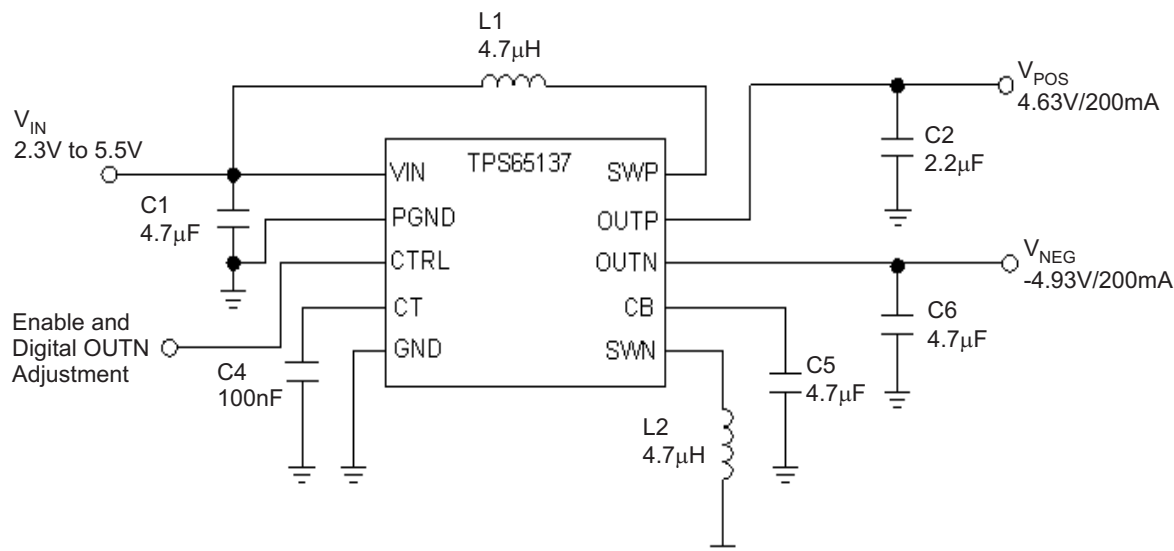 L1
4.7μH
V_IN
2.3V to 5.5V
V_POS
4.63V/200mA
C2
2.2μF
C1
4.7μF
TPS65137
VIN
PGND
CTRL
CT
GND
SWP
OUTP
OUTN
CB
SWN
V_NEG
-4.93V/200mA
C6
4.7μF
Enable and
Digital OUTN
Adjustment
C4
100nF
C5
4.7μF
L2
4.7μH